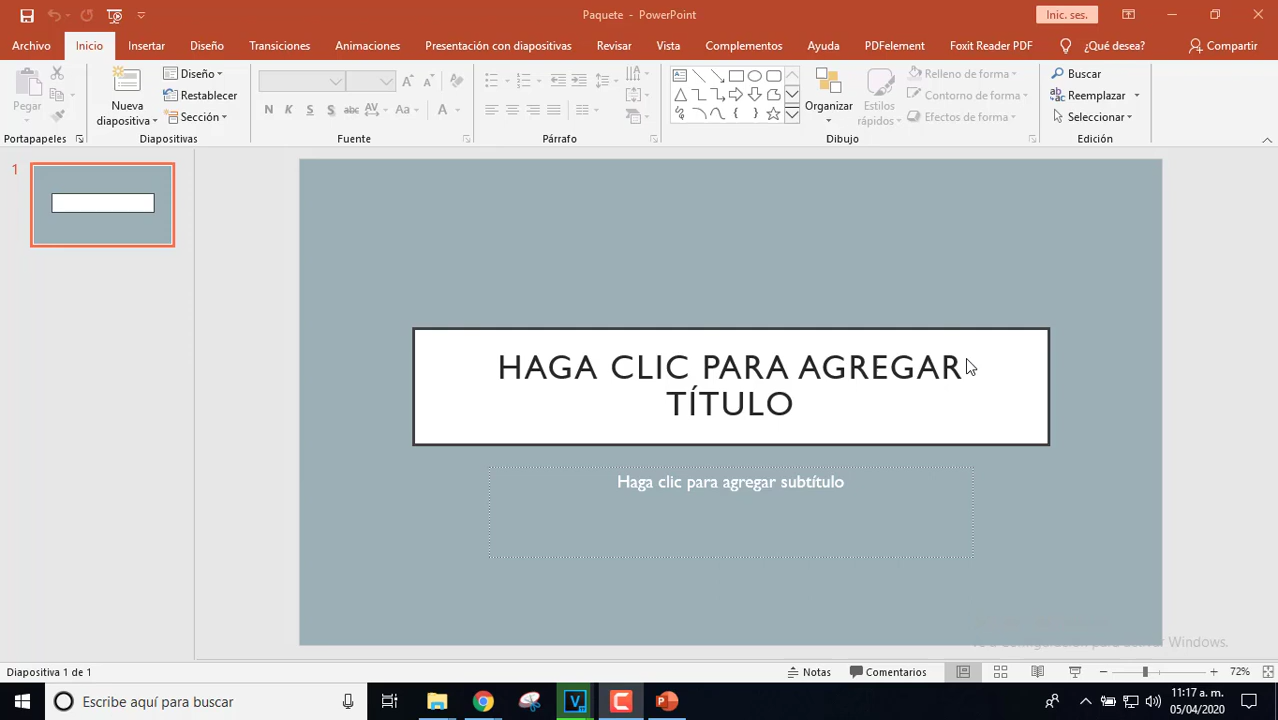 Paquete - PowerPoint
Inic. ses.
Archivo Inicio Insertar Diseño Transiciones Animaciones Presentación con diapositivas Revisar Vista Complementos Ayuda PDFelement Foxit Reader PDF ¿Qué desea? Compartir
Pegar
Nueva diapositiva
Diseño
Restablecer
Sección
N K S S abc AV Aa A
Organizar
Estilos rápidos
Relleno de forma
Contorno de forma
Efectos de forma
Buscar
Reemplazar
Seleccionar
Portapapeles Diapositivas Fuente Párrafo Dibujo Edición
1
HAGA CLIC PARA AGREGAR
TÍTULO
Haga clic para agregar subtítulo
Windows.
Diapositiva 1 de 1 Notas Comentarios 72%
Escribe aquí para buscar
11:17 a. m.
05/04/2020